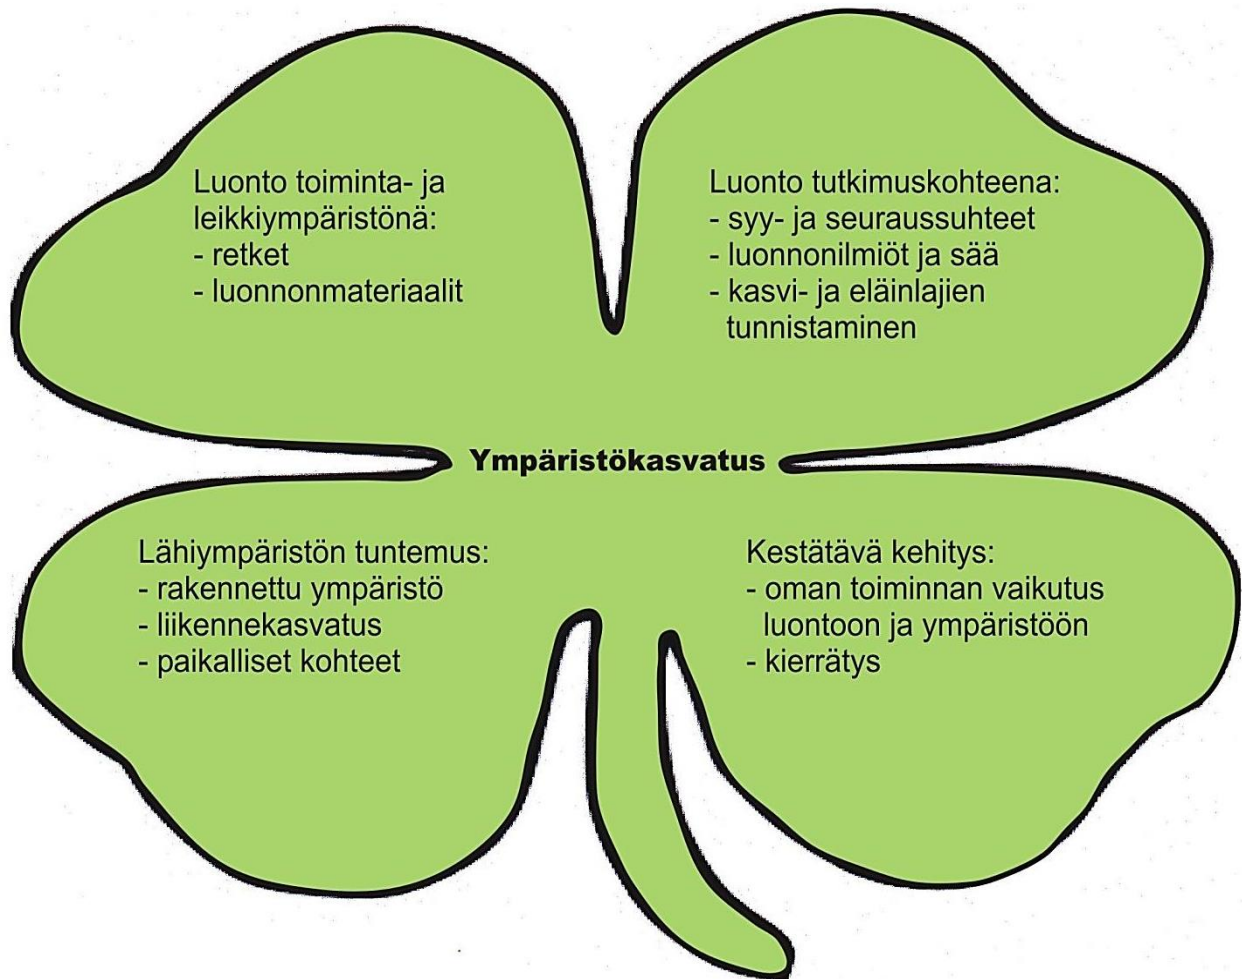 Luonto toiminta- ja
leikkiympäristönä:
- retket
- luonnonmateriaalit
Luonto tutkimuskohteena:
- syy- ja seuraussuhteet
- luonnonilmiöt ja sää
- kasvi- ja eläinlajien
tunnistaminen
Ympäristökasvatus
Lähiympäristön tuntemus:
- rakennettu ympäristö
- liikennekasvatus
- paikalliset kohteet
Kestätävä kehitys:
- oman toiminnan vaikutus
luontoon ja ympäristöön
- kierrätys